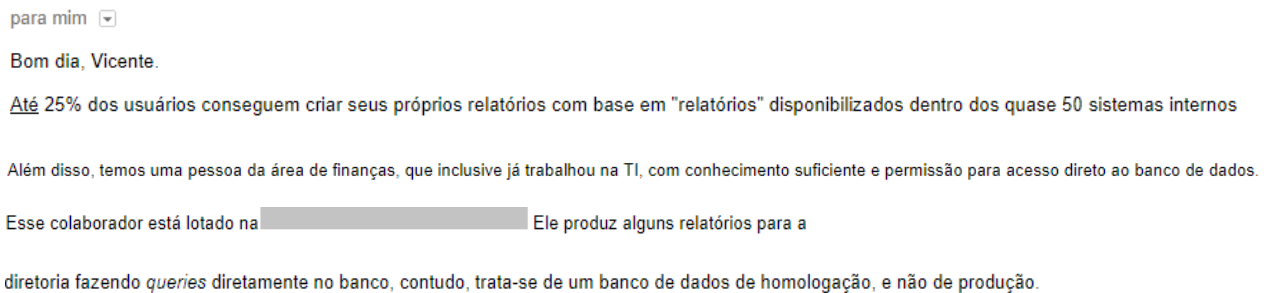 para mim
Bom dia, Vicente.
Até 25% dos usuários conseguem criar seus próprios relatórios com base em "relatórios" disponibilizados dentro dos quase 50 sistemas internos
Além disso, temos uma pessoa da área de finanças, que inclusive já trabalhou na TI, com conhecimento suficiente e permissão para acesso direto ao banco de dados.
Esse colaborador está lotado na Ele produz alguns relatórios para a
diretoria fazendo queries diretamente no banco, contudo, trata-se de um banco de dados de homologação, e não de produção.